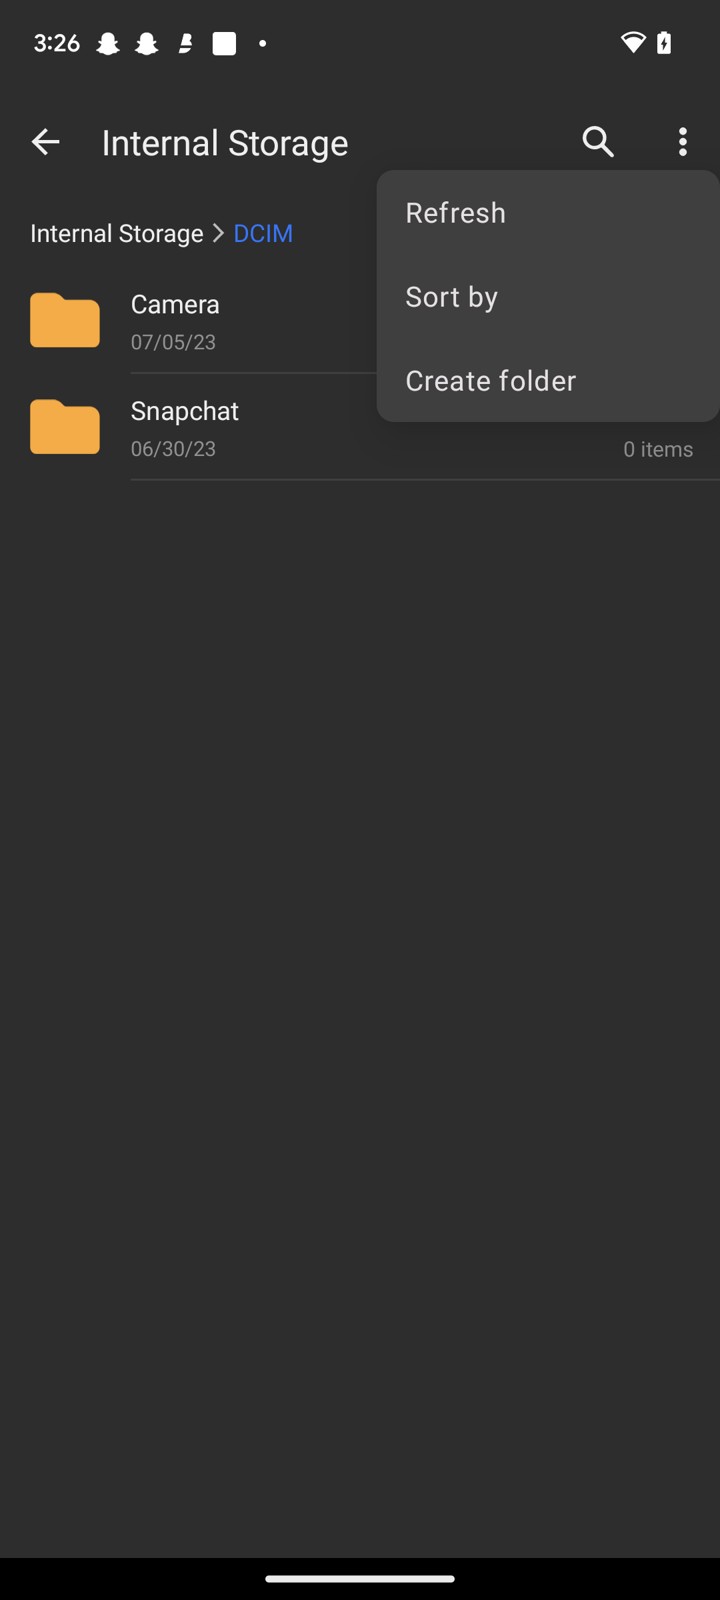 3:26
Internal Storage
Refresh
Internal Storage > DCIM
Sort by
Camera
07/05/23
Create folder
Snapchat
06/30/23
0 items